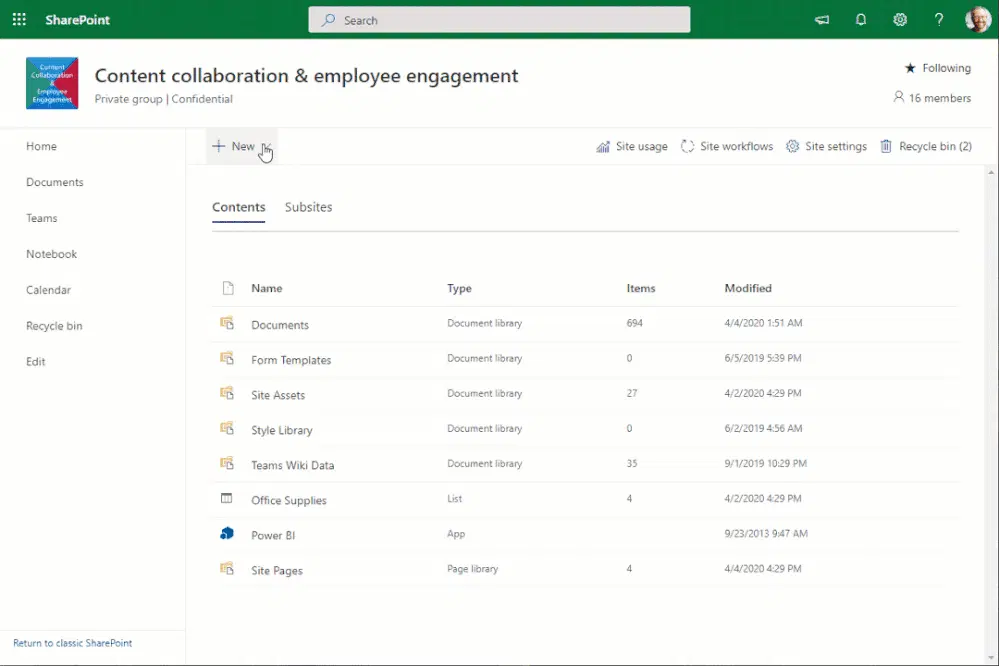 SharePoint
Search
?
Content
Collaboration
&
Employee
Engagement
Content collaboration & employee engagement
Private group | Confidential
Following
16 members
Home
Documents
Teams
Notebook
Calendar
Recycle bin
Edit
Return to classic SharePoint
New
Site usage
Site workflows
Site settings
Recycle bin (2)
Contents Subsites
Name Type Items Modified
Documents Document library 694 4/4/2020 1:51 AM
Form Templates Document library 0 6/5/2019 5:39 PM
Site Assets Document library 27 4/2/2020 4:29 PM
Style Library Document library 0 6/2/2019 4:56 AM
Teams Wiki Data Document library 35 9/1/2019 10:29 PM
Office Supplies List 4 4/2/2020 4:29 PM
Power BI App 9/23/2013 9:47 AM
Site Pages Page library 4 4/4/2020 4:29 PM